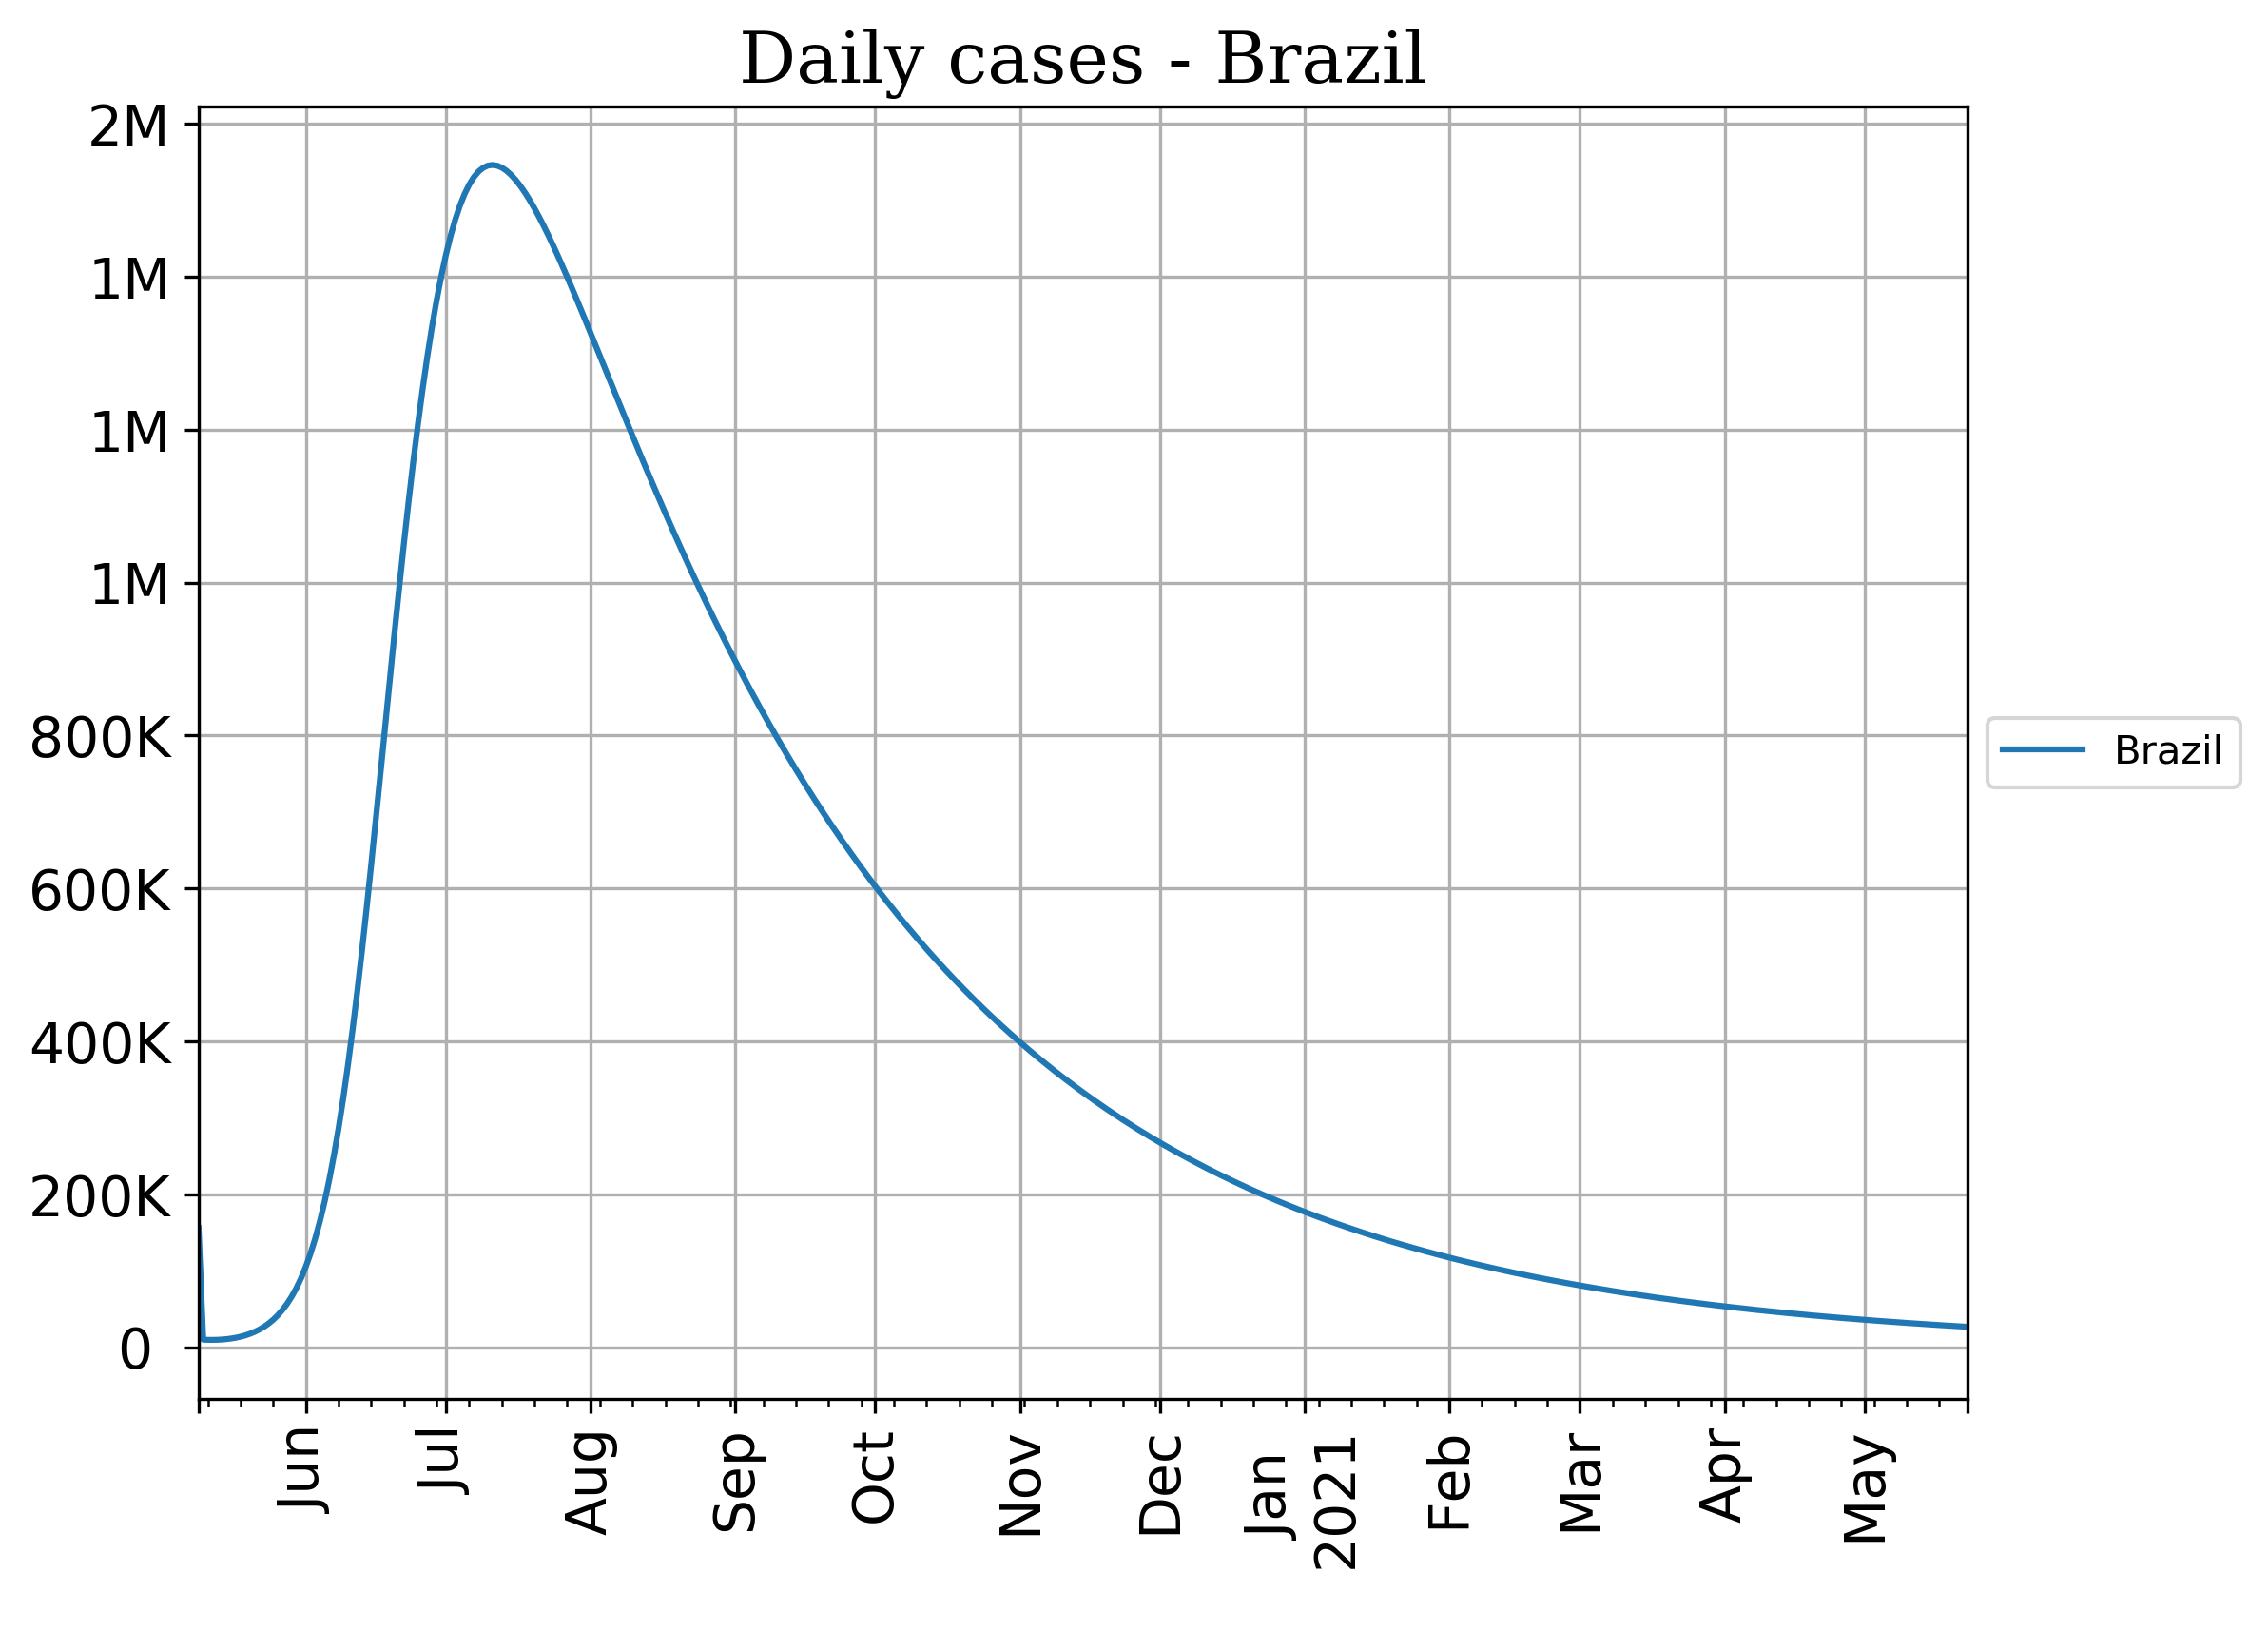 Daily cases - Brazil
2M
1M
1M
1M
800K
600K
400K
200K
0
Brazil
Jun
Jul
Aug
Sep
Oct
Nov
Dec
Jan
2021
Feb
Mar
Apr
May